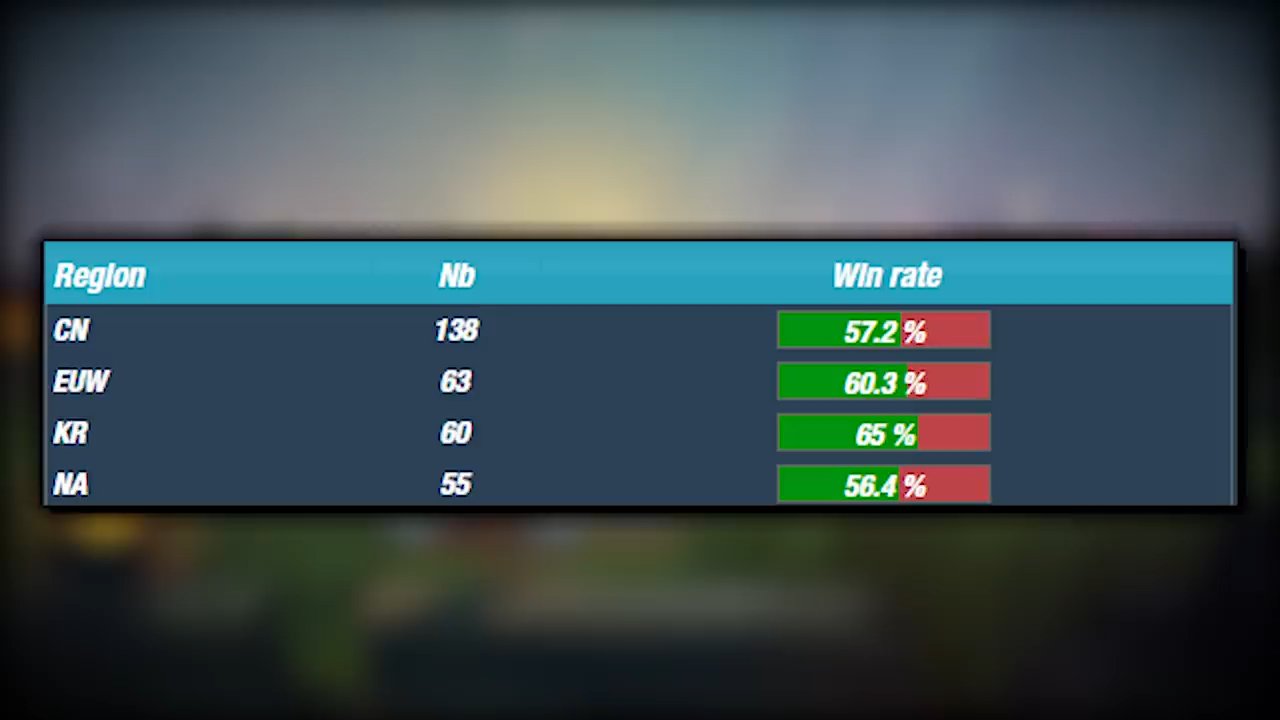 Region Nb Win rate
CN 138 57.2 %
EUW 63 60.3 %
KR 60 65 %
NA 55 56.4 %